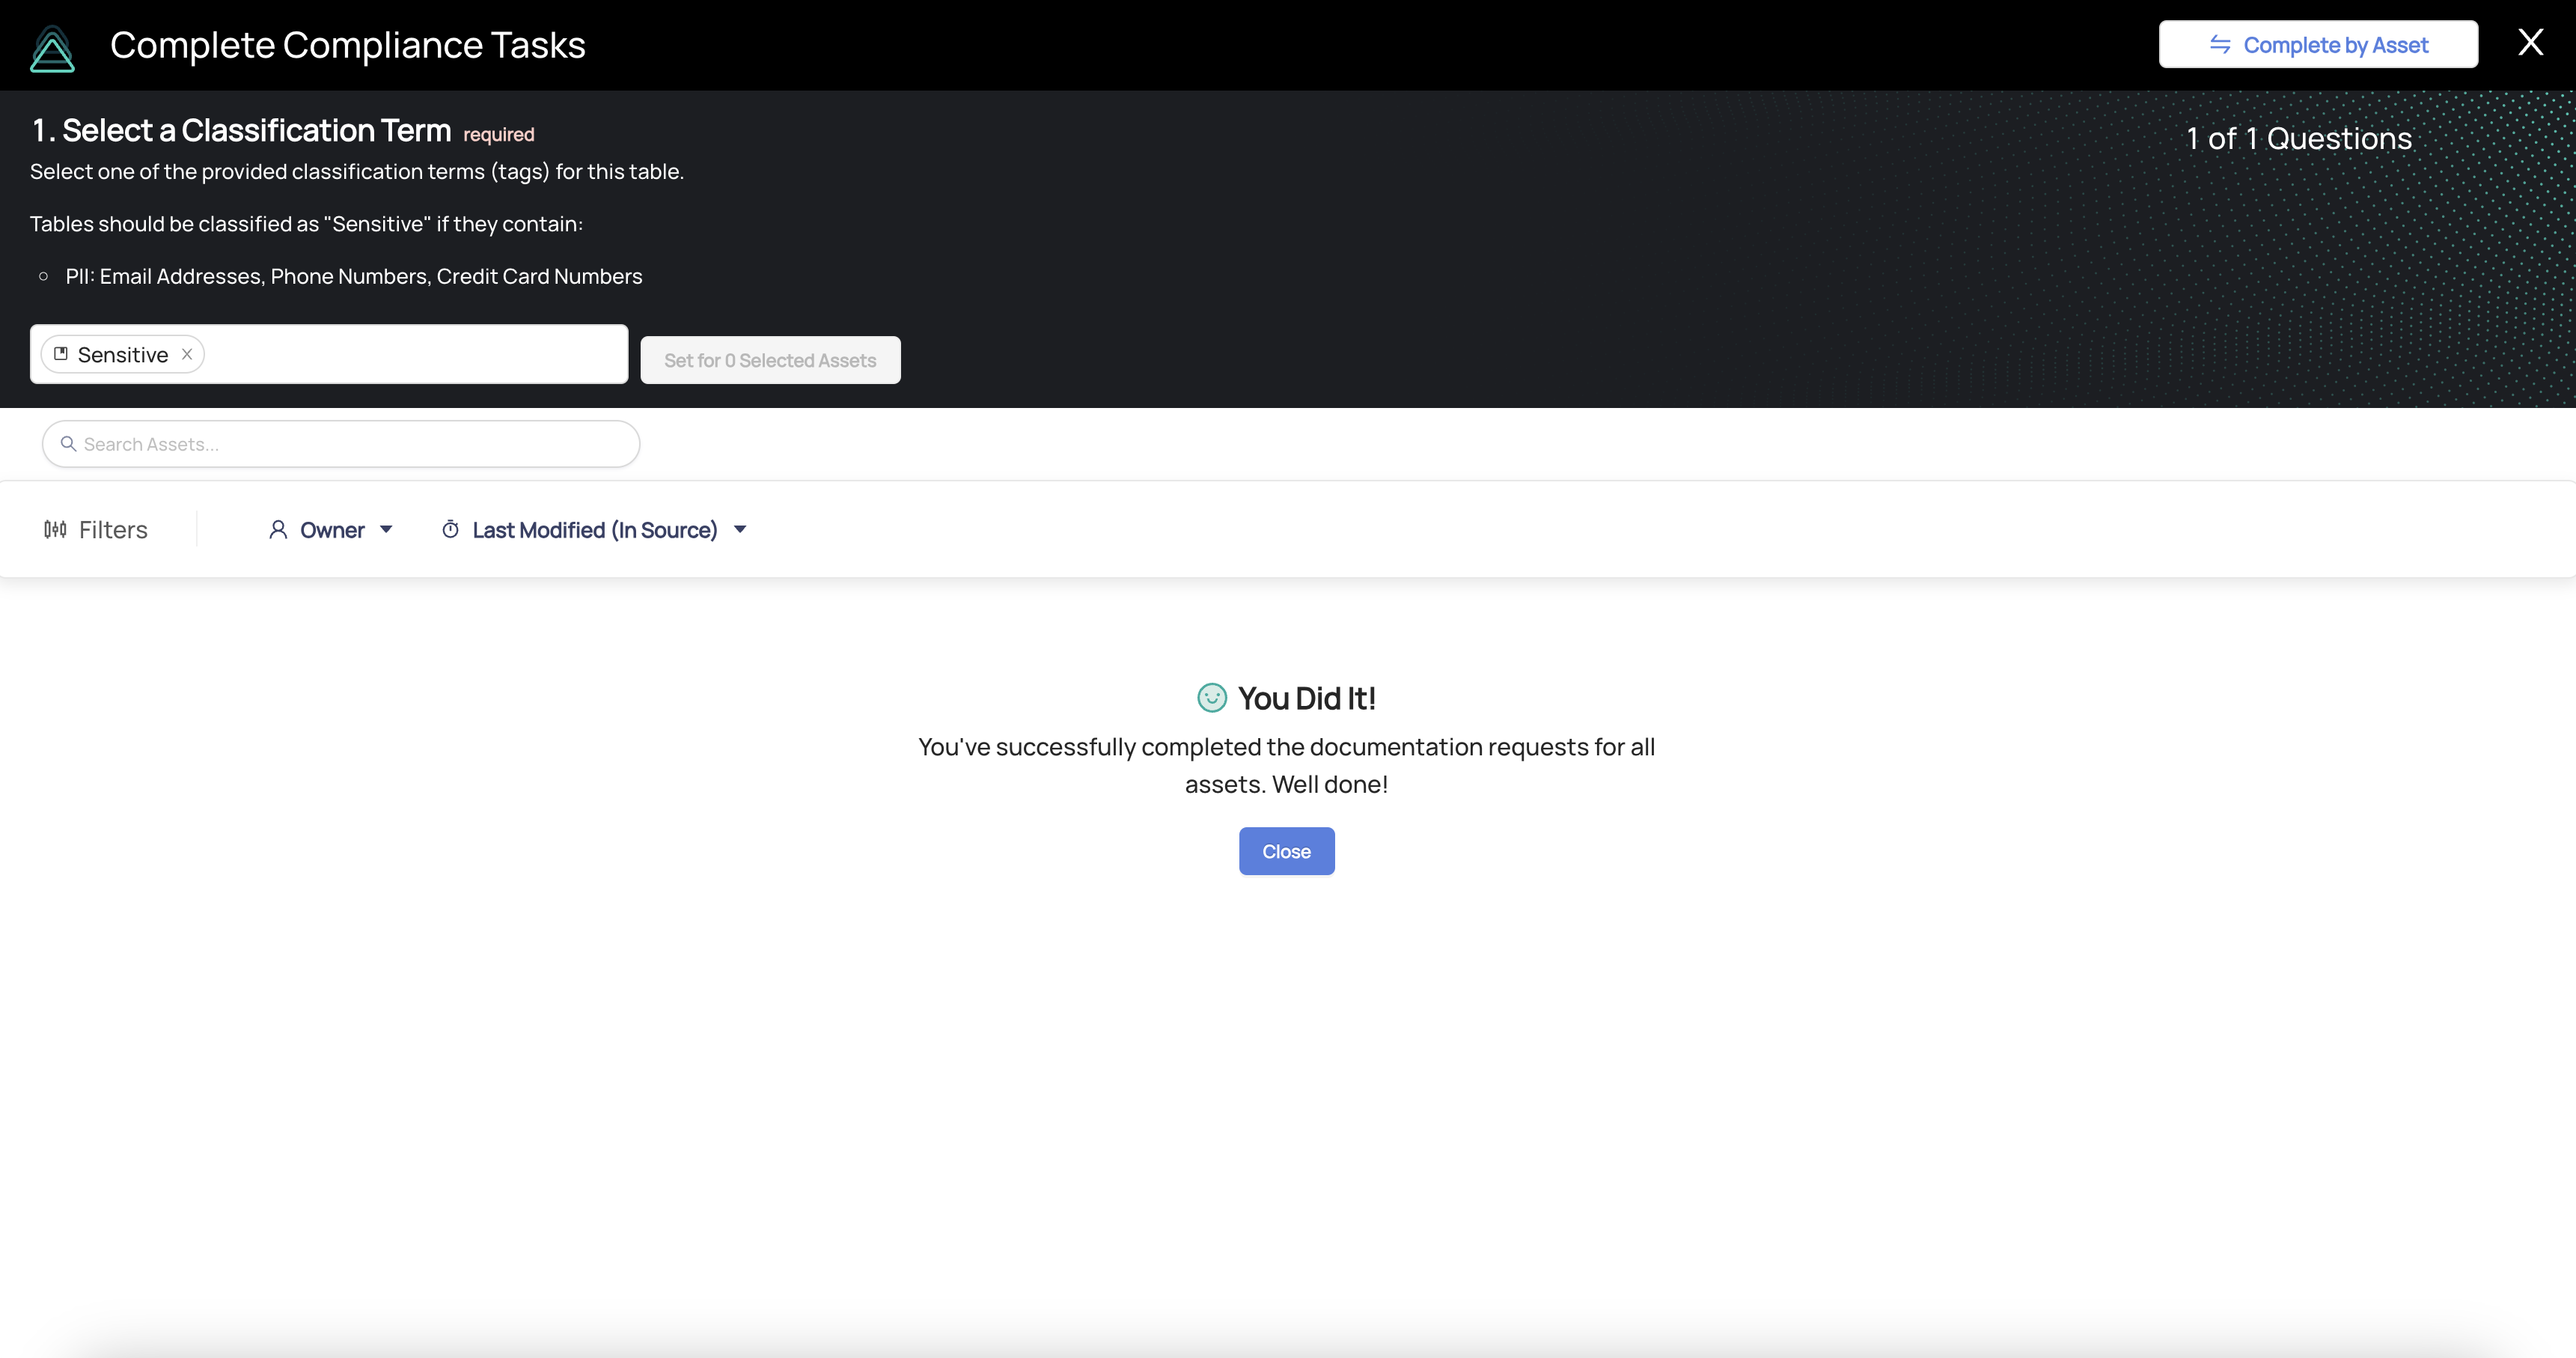 Complete Compliance Tasks
Complete by Asset
1. Select a Classification Term required
1 of 1 Questions
Select one of the provided classification terms (tags) for this table.
Tables should be classified as "Sensitive" if they contain:
PII: Email Addresses, Phone Numbers, Credit Card Numbers
Sensitive
Set for 0 Selected Assets
Search Assets...
Filters
Owner
Last Modified (In Source)
You Did It!
You've successfully completed the documentation requests for all
assets. Well done!
Close